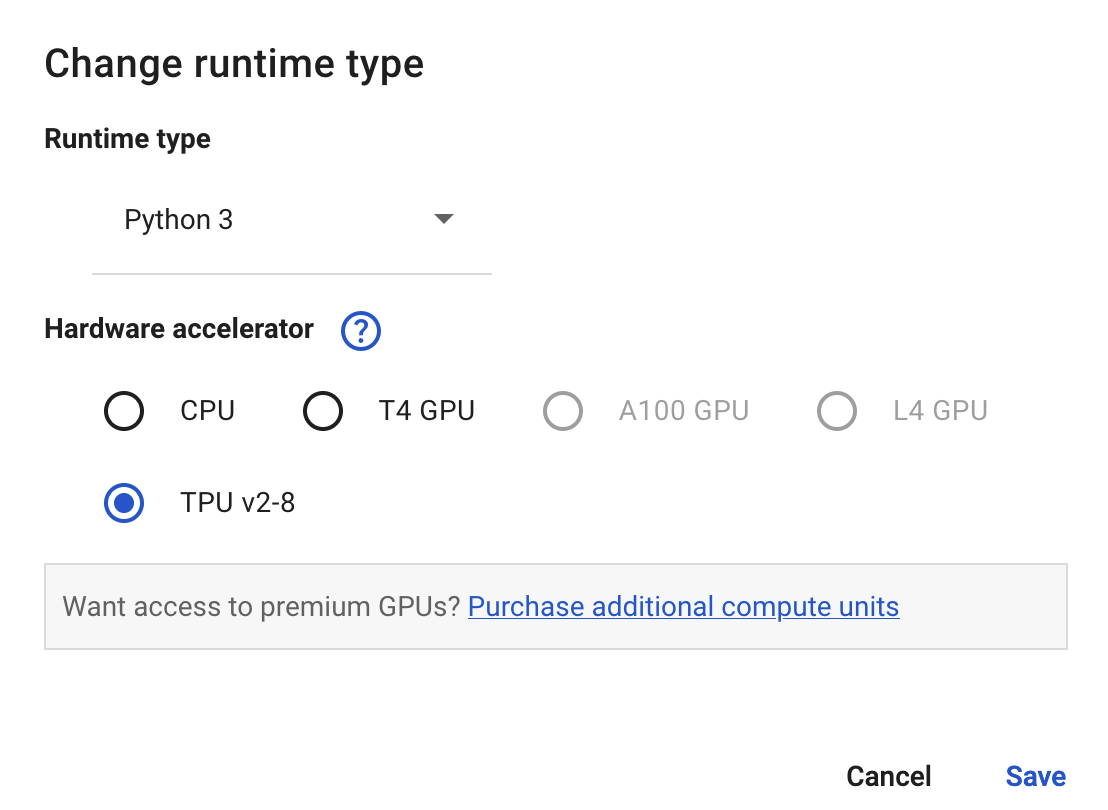 Change runtime type
Runtime type
Python 3
Hardware accelerator ?
CPU T4 GPU A100 GPU L4 GPU
TPU v2-8
Want access to premium GPUs? Purchase additional compute units
Cancel Save